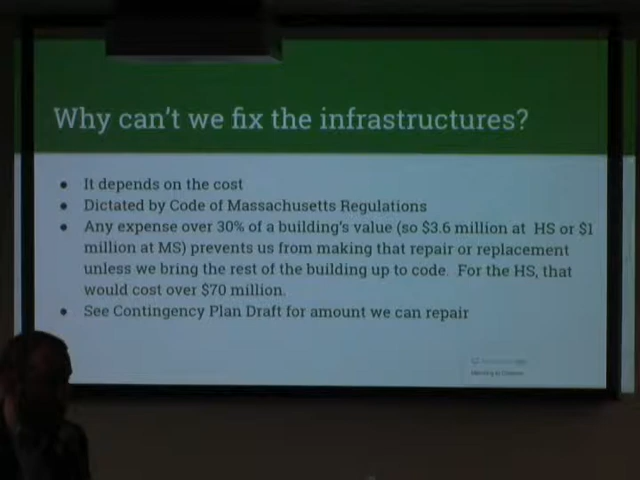 Why can't we fix the infrastructures?
● It depends on the cost
● Dictated by Code of Massachusetts Regulations
● Any expense over 30% of a building's value (so $3.6 million at HS or $1
million at MS) prevents us from making that repair or replacement
unless we bring the rest of the building up to code. For the HS, that
would cost over $70 million.
● See Contingency Plan Draft for amount we can repair